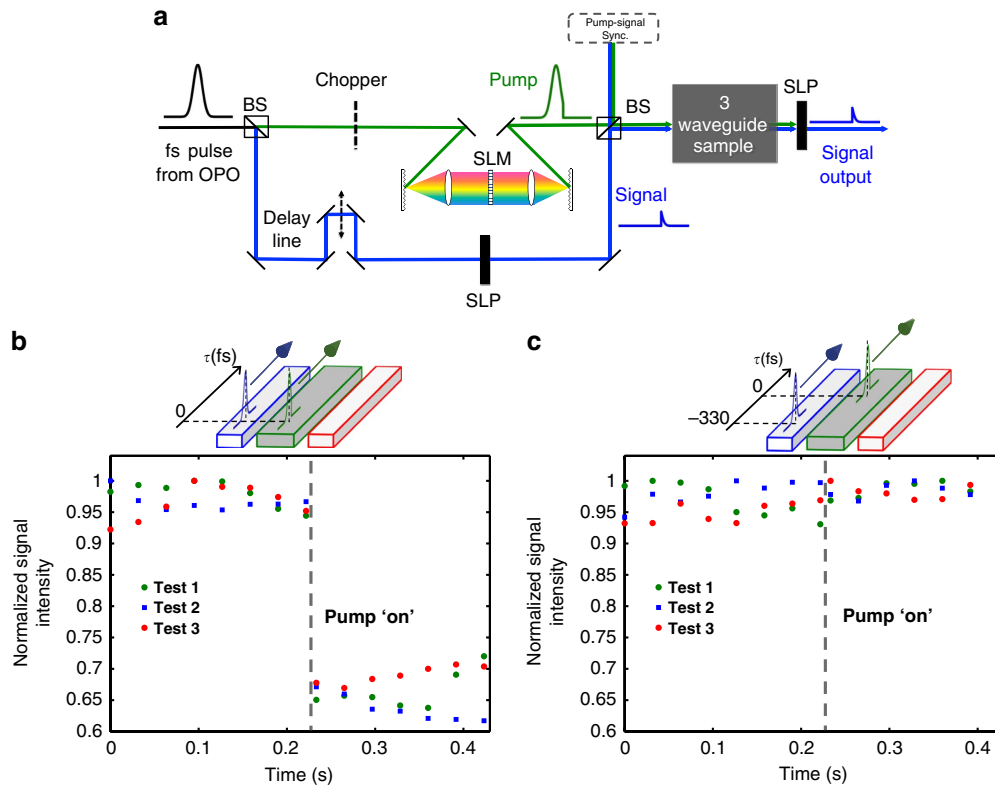 a
Pump-signal
Sync.
Chopper
Pump
BS
BS
SLP
3
waveguide
sample
fs pulse
from OPO
SLM
Signal
output
Signal
Delay
line
SLP
b
τ(fs)
0
1
0.95
0.9
0.85
0.8
0.75
0.7
0.65
0.6
Normalized signal
intensity
Test 1
Test 2
Test 3
Pump ‘on’
0
0.1
0.2
0.3
0.4
Time (s)
c
τ(fs)
0
–330
1
0.95
0.9
0.85
0.8
0.75
0.7
0.65
0.6
Normalized signal
intensity
Test 1
Test 2
Test 3
Pump ‘on’
0
0.1
0.2
0.3
0.4
Time (s)